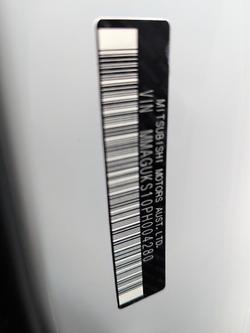 MITSUBISHI MOTORS AUST. LTD.
VIN MMAGUKS10PH004280